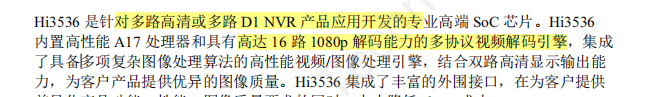 Hi3536 是针对多路高清或多路 D1 NVR 产品应用开发的专业高端 SoC 芯片。Hi3536
内置高性能 A17 处理器和具有高达 16 路 1080p 解码能力的多协议视频解码引擎，集成
了具备多项复杂图像处理算法的高性能视频/图像处理引擎，结合双路高清显示输出能
力，为客户产品提供优异的图像质量。Hi3536 集成了丰富的外围接口，在为客户提供